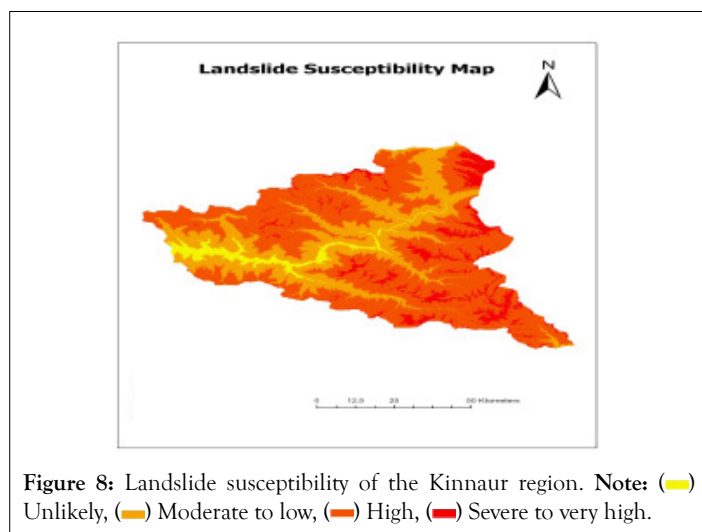 Landslide Susceptibility Map
N
0 12.5 25 50 Kilometers
Figure 8: Landslide susceptibility of the Kinnaur region. Note: ( )
Unlikely, ( ) Moderate to low, ( ) High, ( ) Severe to very high.